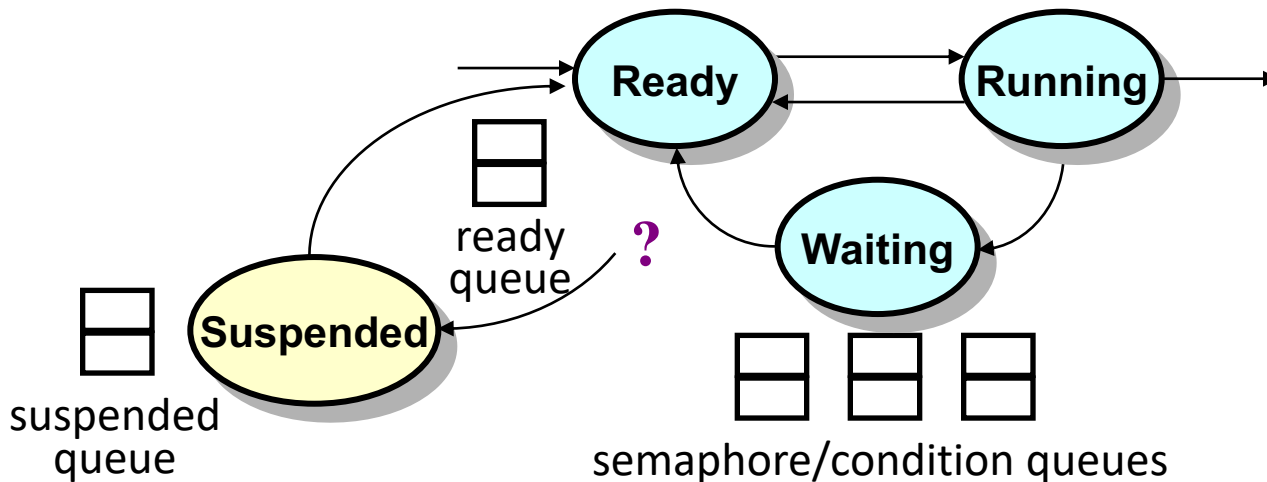 Ready
Running
ready
queue
?
Waiting
Suspended
suspended
queue
semaphore/condition queues